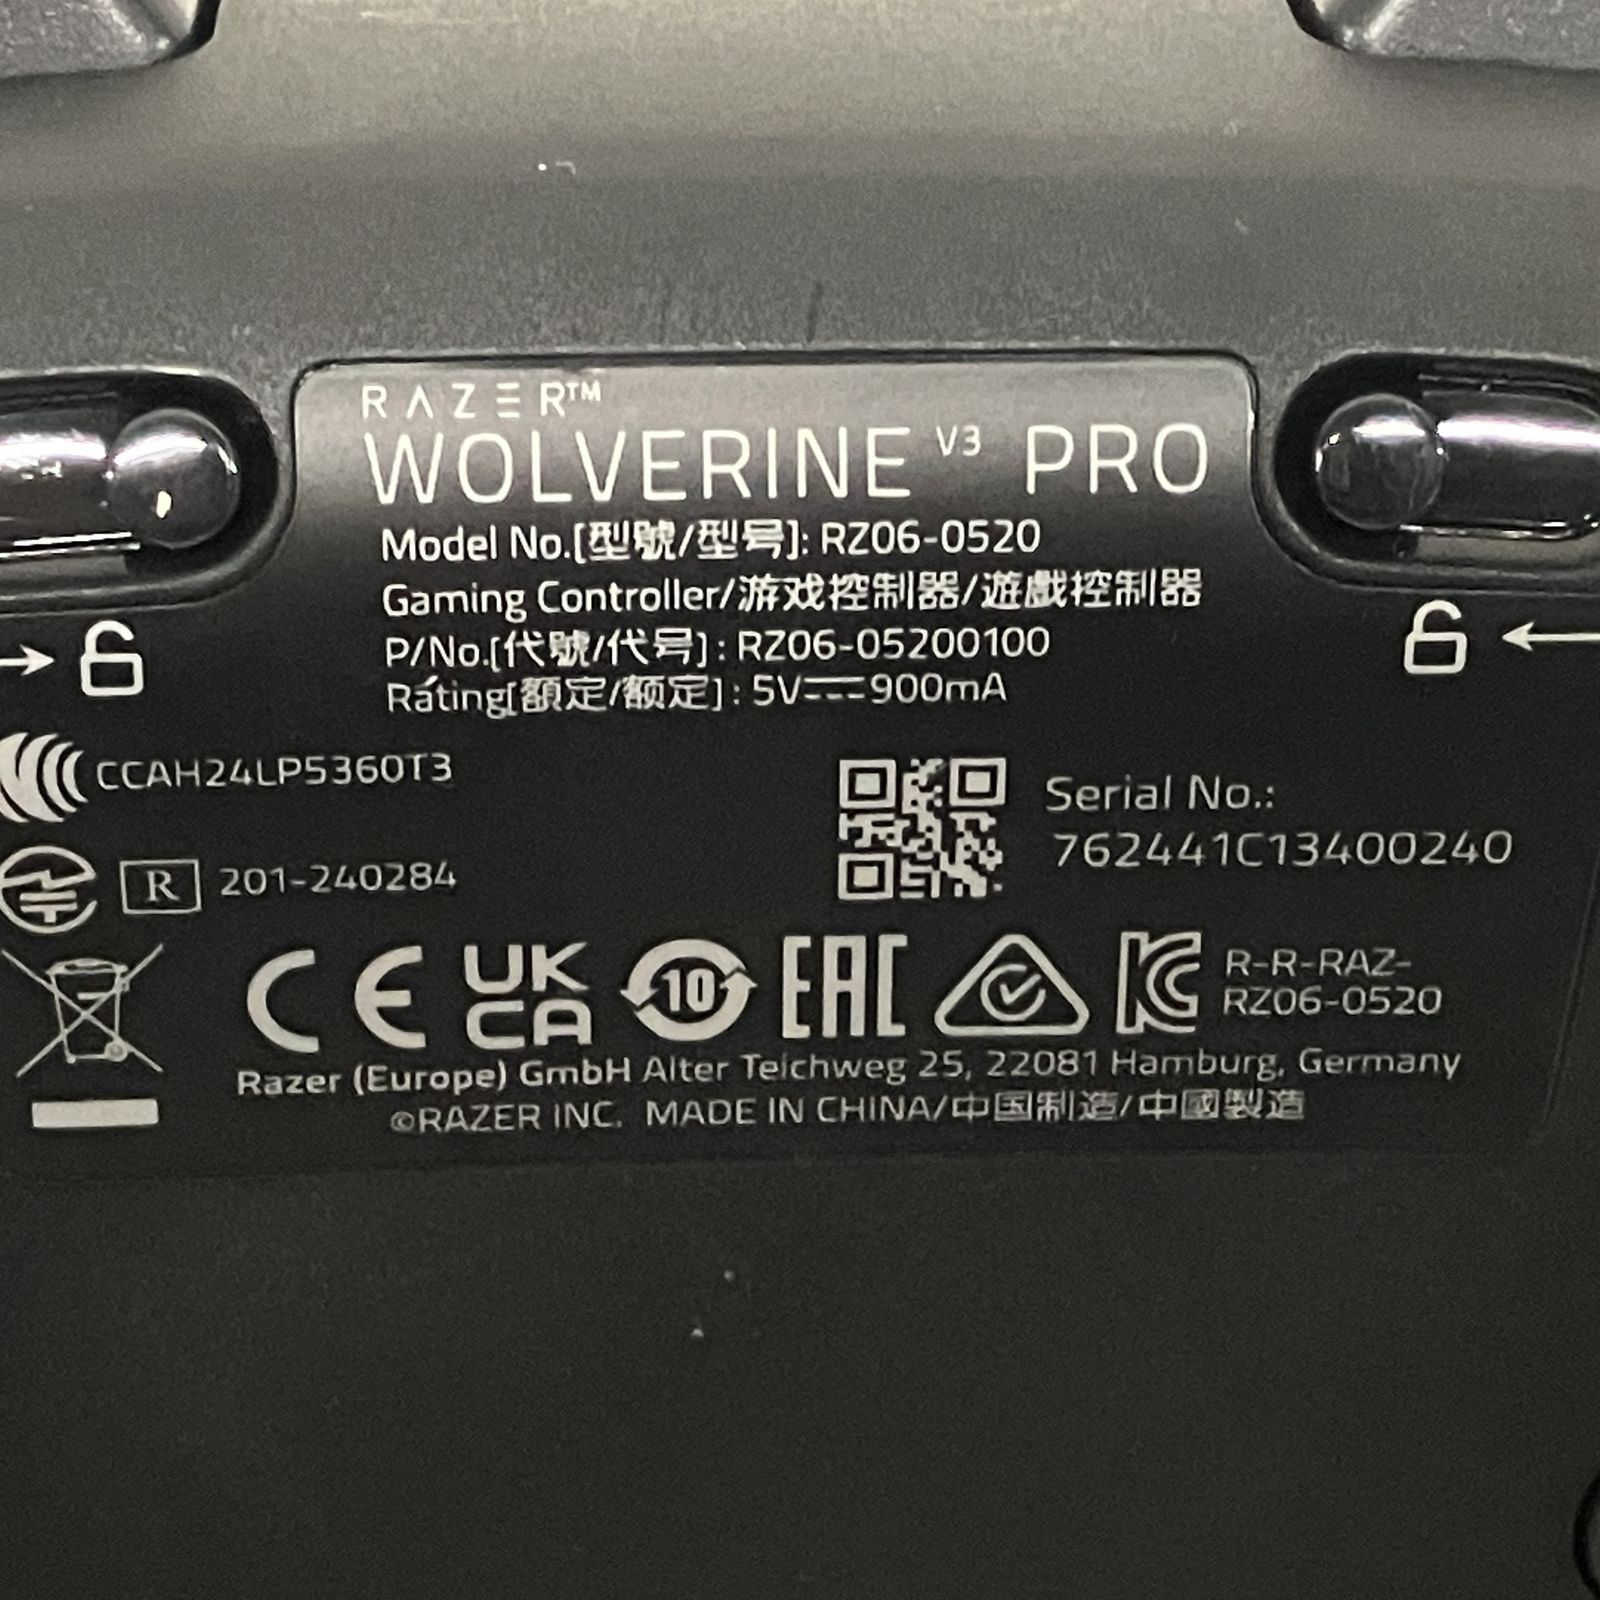 RAZER™
WOLVERINE V3 PRO
Model No.[型號/型号]: RZ06-0520
Gaming Controller/游戏控制器/遊戲控制器
P/No.[代號/代号] : RZ06-05200100
Rating[額定/额定] : 5V⎓900mA
CCAH24LP5360T3
R 201-240284
Serial No.:
762441C13400240
CE UK CA 10 EAC KC R-R-RAZ-
RZ06-0520
Razer (Europe) GmbH Alter Teichweg 25, 22081 Hamburg, Germany
©RAZER INC. MADE IN CHINA/中国制造/中國製造